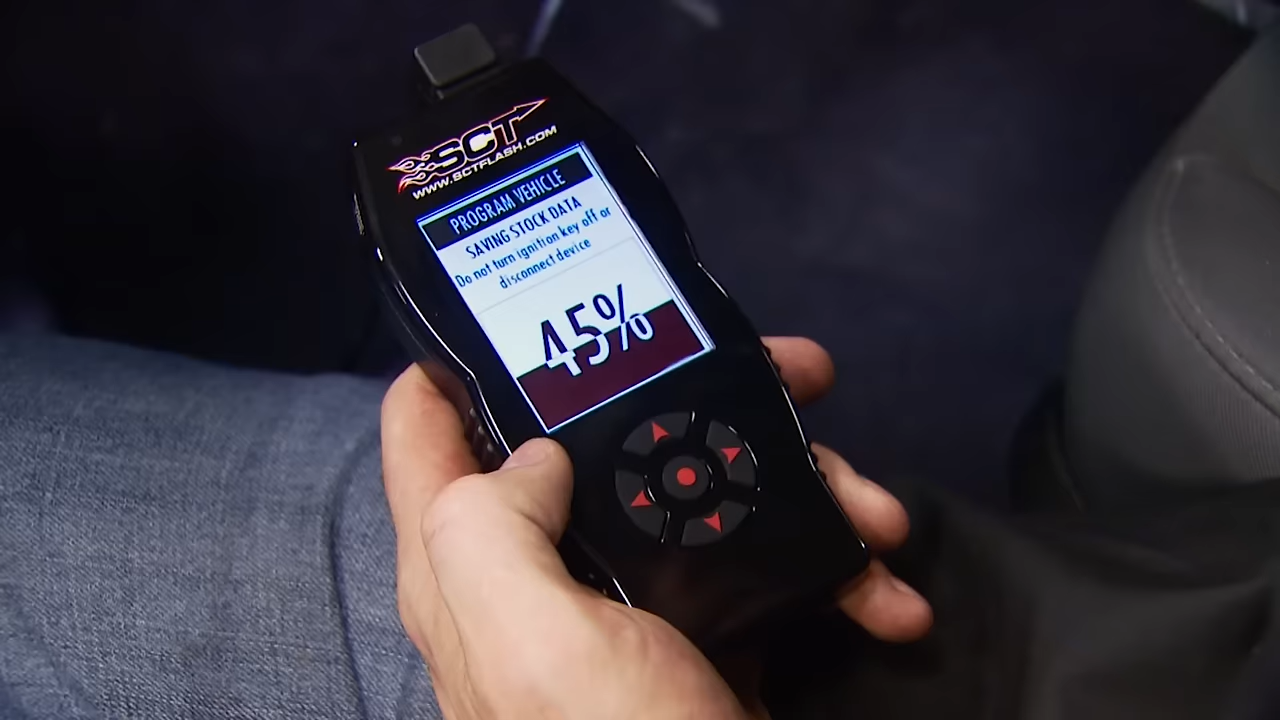 SCT
WWW.SCTFLASH.COM
PROGRAM VEHICLE
SAVING STOCK DATA
Do not turn ignition key off or
disconnect device
45%